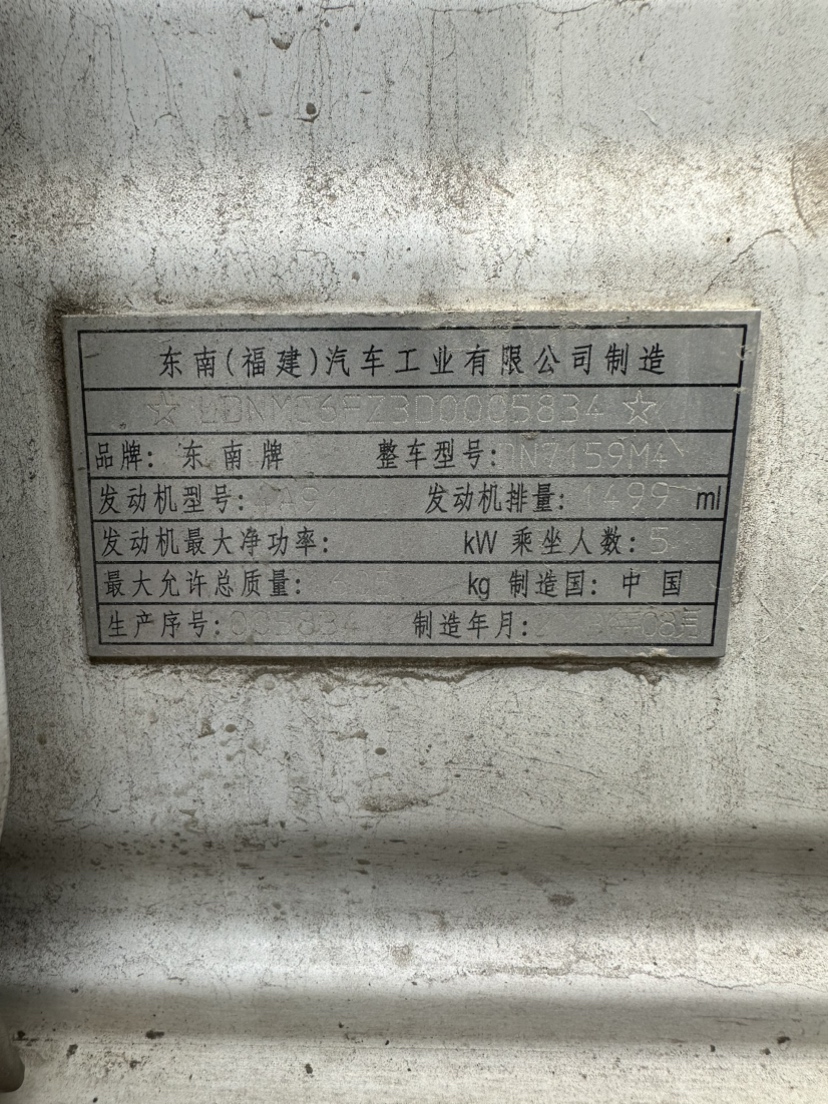 东南(福建)汽车工业有限公司制造
☆ LDNMC6FZ3D0005834 ☆
品牌: 东南牌 整车型号: DN7159M4
发动机型号: 4A91 发动机排量: 1499 ml
发动机最大净功率: kW 乘坐人数: 5
最大允许总质量: kg 制造国: 中国
生产序号: 005834 制造年月: 08月